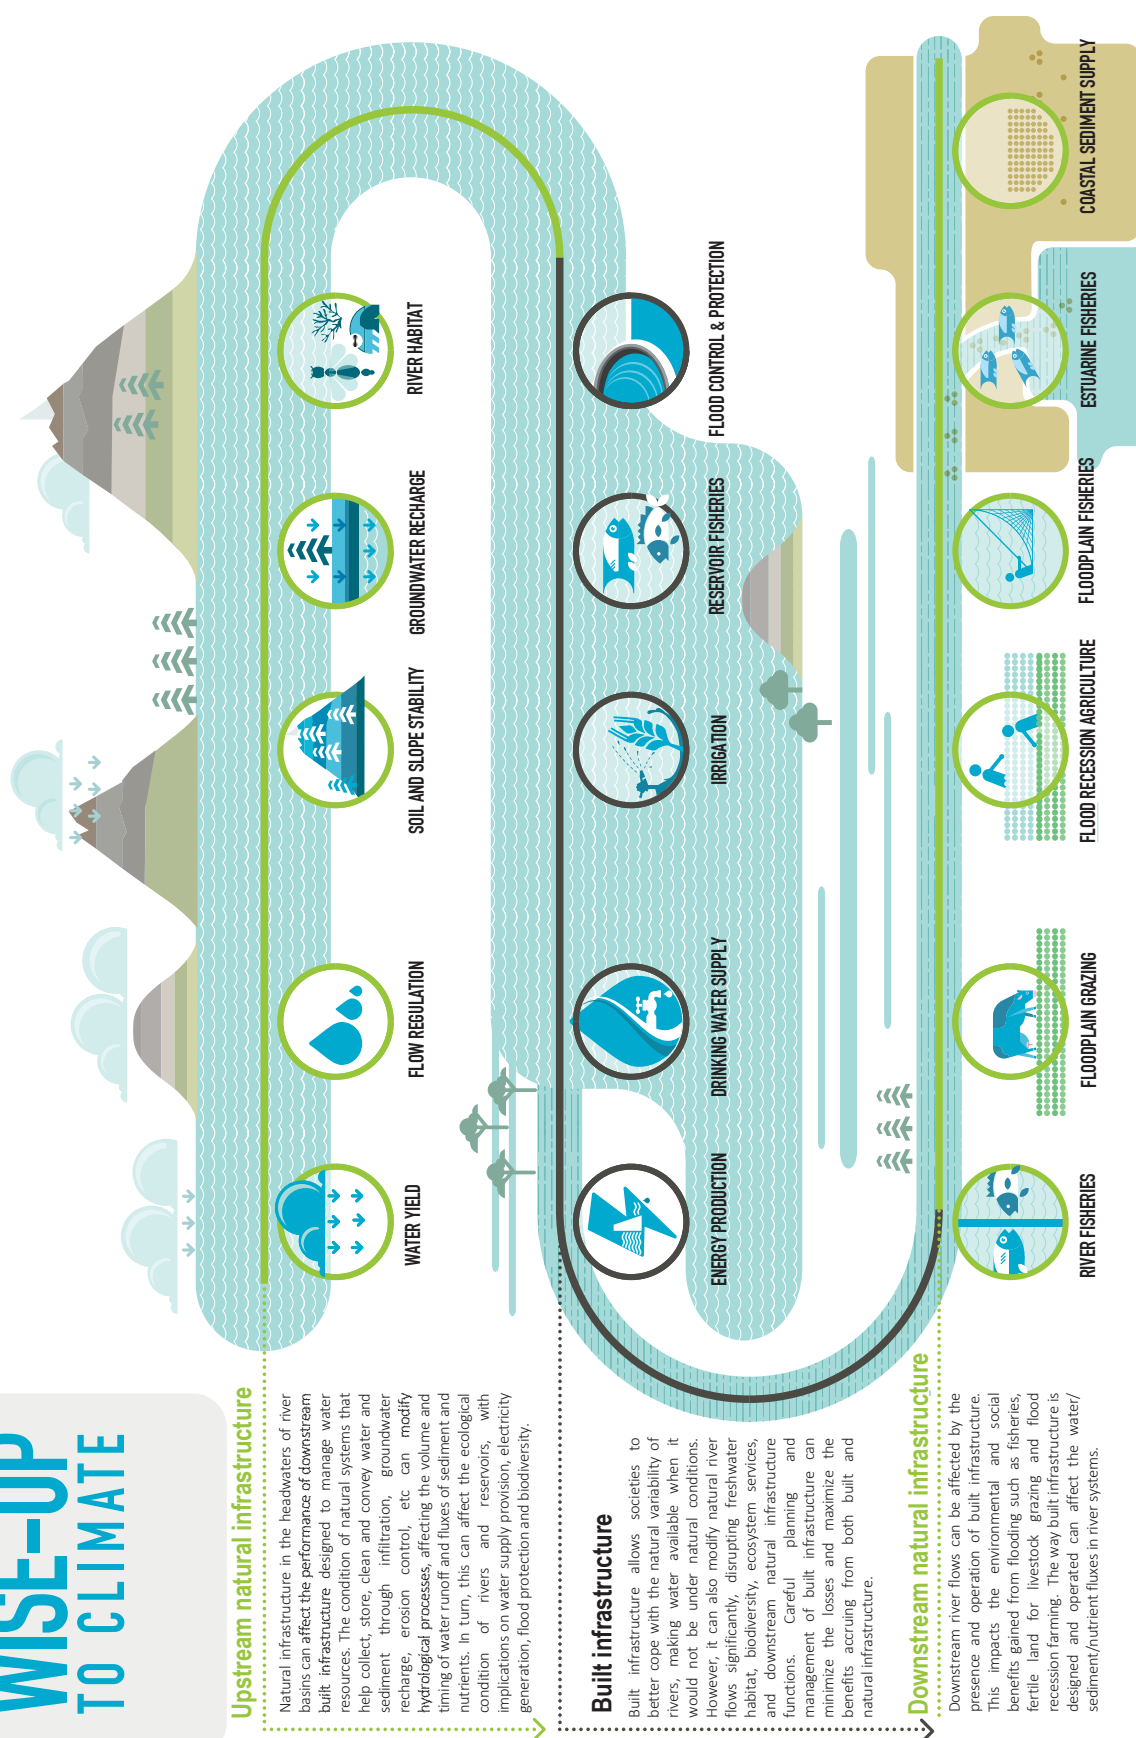 WISE–UP
TO CLIMATE
Upstream natural infrastructure
Natural infrastructure in the headwaters of river
basins can affect the performance of downstream
built infrastructure designed to manage water
resources. The condition of natural systems that
help collect, store, clean and convey water and
sediment through infiltration, groundwater
recharge, erosion control, etc can modify
hydrological processes, affecting the volume and
timing of water runoff and fluxes of sediment and
nutrients. In turn, this can affect the ecological
condition of rivers and reservoirs, with
implications on water supply provision, electricity
generation, flood protection and biodiversity.
WATER YIELD
FLOW REGULATION
SOIL AND SLOPE STABILITY
GROUNDWATER RECHARGE
RIVER HABITAT
Built infrastructure
Built infrastructure allows societies to
better cope with the natural variability of
rivers, making water available when it
would not be under natural conditions.
However, it can also modify natural river
flows significantly, disrupting freshwater
habitat, biodiversity, ecosystem services,
and downstream natural infrastructure
functions. Careful planning and
management of built infrastructure can
minimize the losses and maximize the
benefits accruing from both built and
natural infrastructure.
ENERGY PRODUCTION
DRINKING WATER SUPPLY
IRRIGATION
RESERVOIR FISHERIES
FLOOD CONTROL & PROTECTION
Downstream natural infrastructure
Downstream river flows can be affected by the
presence and operation of built infrastructure.
This impacts the environmental and social
benefits gained from flooding such as fisheries,
fertile land for livestock grazing and flood
recession farming. The way built infrastructure is
designed and operated can affect the water/
sediment/nutrient fluxes in river systems.
RIVER FISHERIES
FLOODPLAIN GRAZING
FLOOD RECESSION AGRICULTURE
FLOODPLAIN FISHERIES
ESTUARINE FISHERIES
COASTAL SEDIMENT SUPPLY